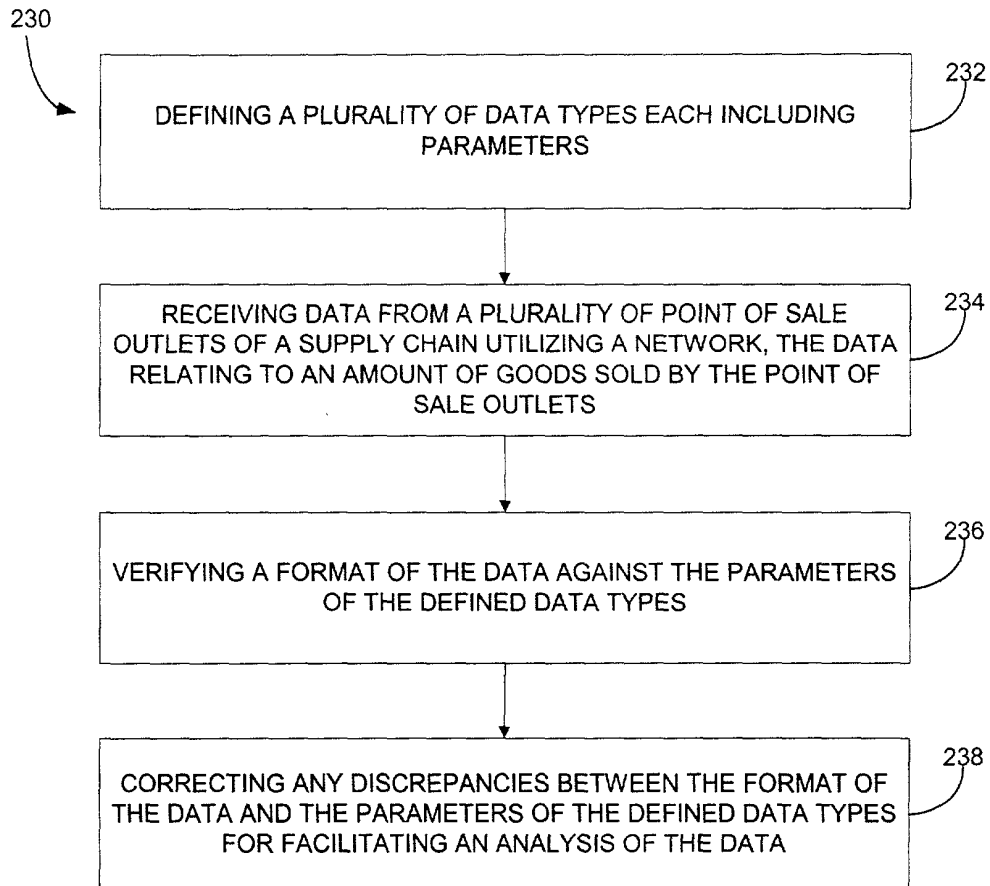 230
232
DEFINING A PLURALITY OF DATA TYPES EACH INCLUDING
PARAMETERS
234
RECEIVING DATA FROM A PLURALITY OF POINT OF SALE
OUTLETS OF A SUPPLY CHAIN UTILIZING A NETWORK, THE DATA
RELATING TO AN AMOUNT OF GOODS SOLD BY THE POINT OF
SALE OUTLETS
236
VERIFYING A FORMAT OF THE DATA AGAINST THE PARAMETERS
OF THE DEFINED DATA TYPES
238
CORRECTING ANY DISCREPANCIES BETWEEN THE FORMAT OF
THE DATA AND THE PARAMETERS OF THE DEFINED DATA TYPES
FOR FACILITATING AN ANALYSIS OF THE DATA